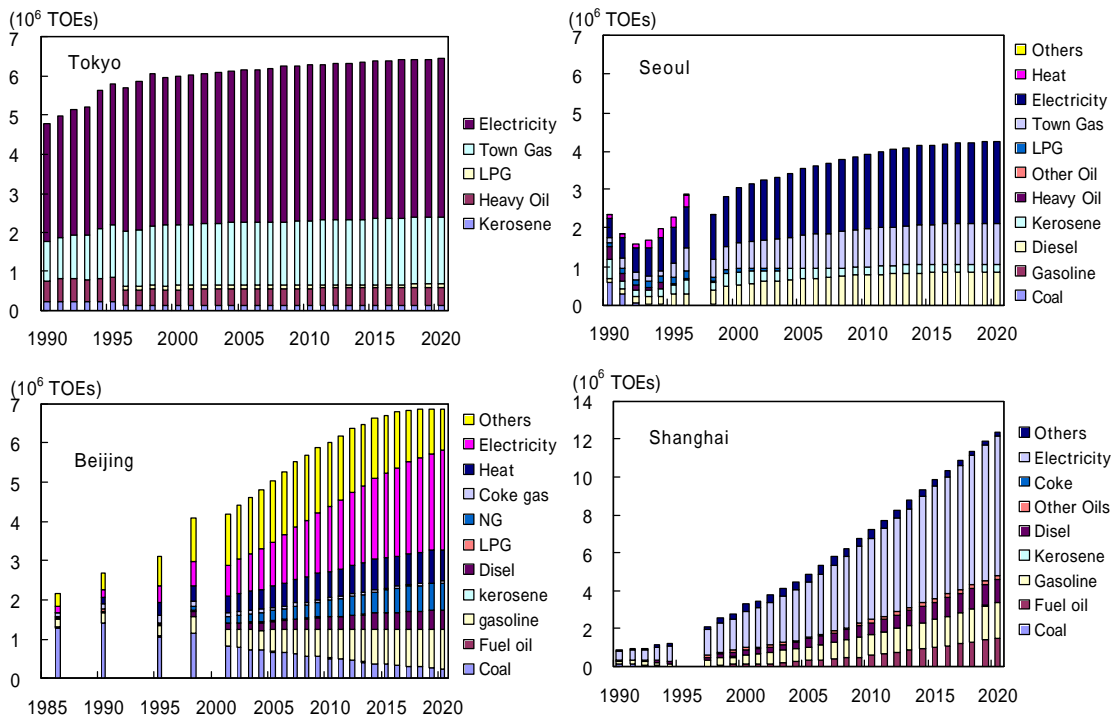 (10⁶ TOEs)
7
6
5
4
3
2
1
0
Tokyo
1990 1995 2000 2005 2010 2015 2020
Electricity
Town Gas
LPG
Heavy Oil
Kerosene
(10⁶ TOEs)
7
6
5
4
3
2
1
0
Seoul
1990 1995 2000 2005 2010 2015 2020
Others
Heat
Electricity
Town Gas
LPG
Other Oil
Heavy Oil
Kerosene
Diesel
Gasoline
Coal
(10⁶ TOEs)
7
6
5
4
3
2
1
0
Beijing
1985 1990 1995 2000 2005 2010 2015 2020
Others
Electricity
Heat
Coke gas
NG
LPG
Disel
kerosene
gasoline
Fuel oil
Coal
(10⁶ TOEs)
14
12
10
8
6
4
2
0
Shanghai
1990 1995 2000 2005 2010 2015 2020
Others
Electricity
Coke
Other Oils
Disel
Kerosene
Gasoline
Fuel oil
Coal